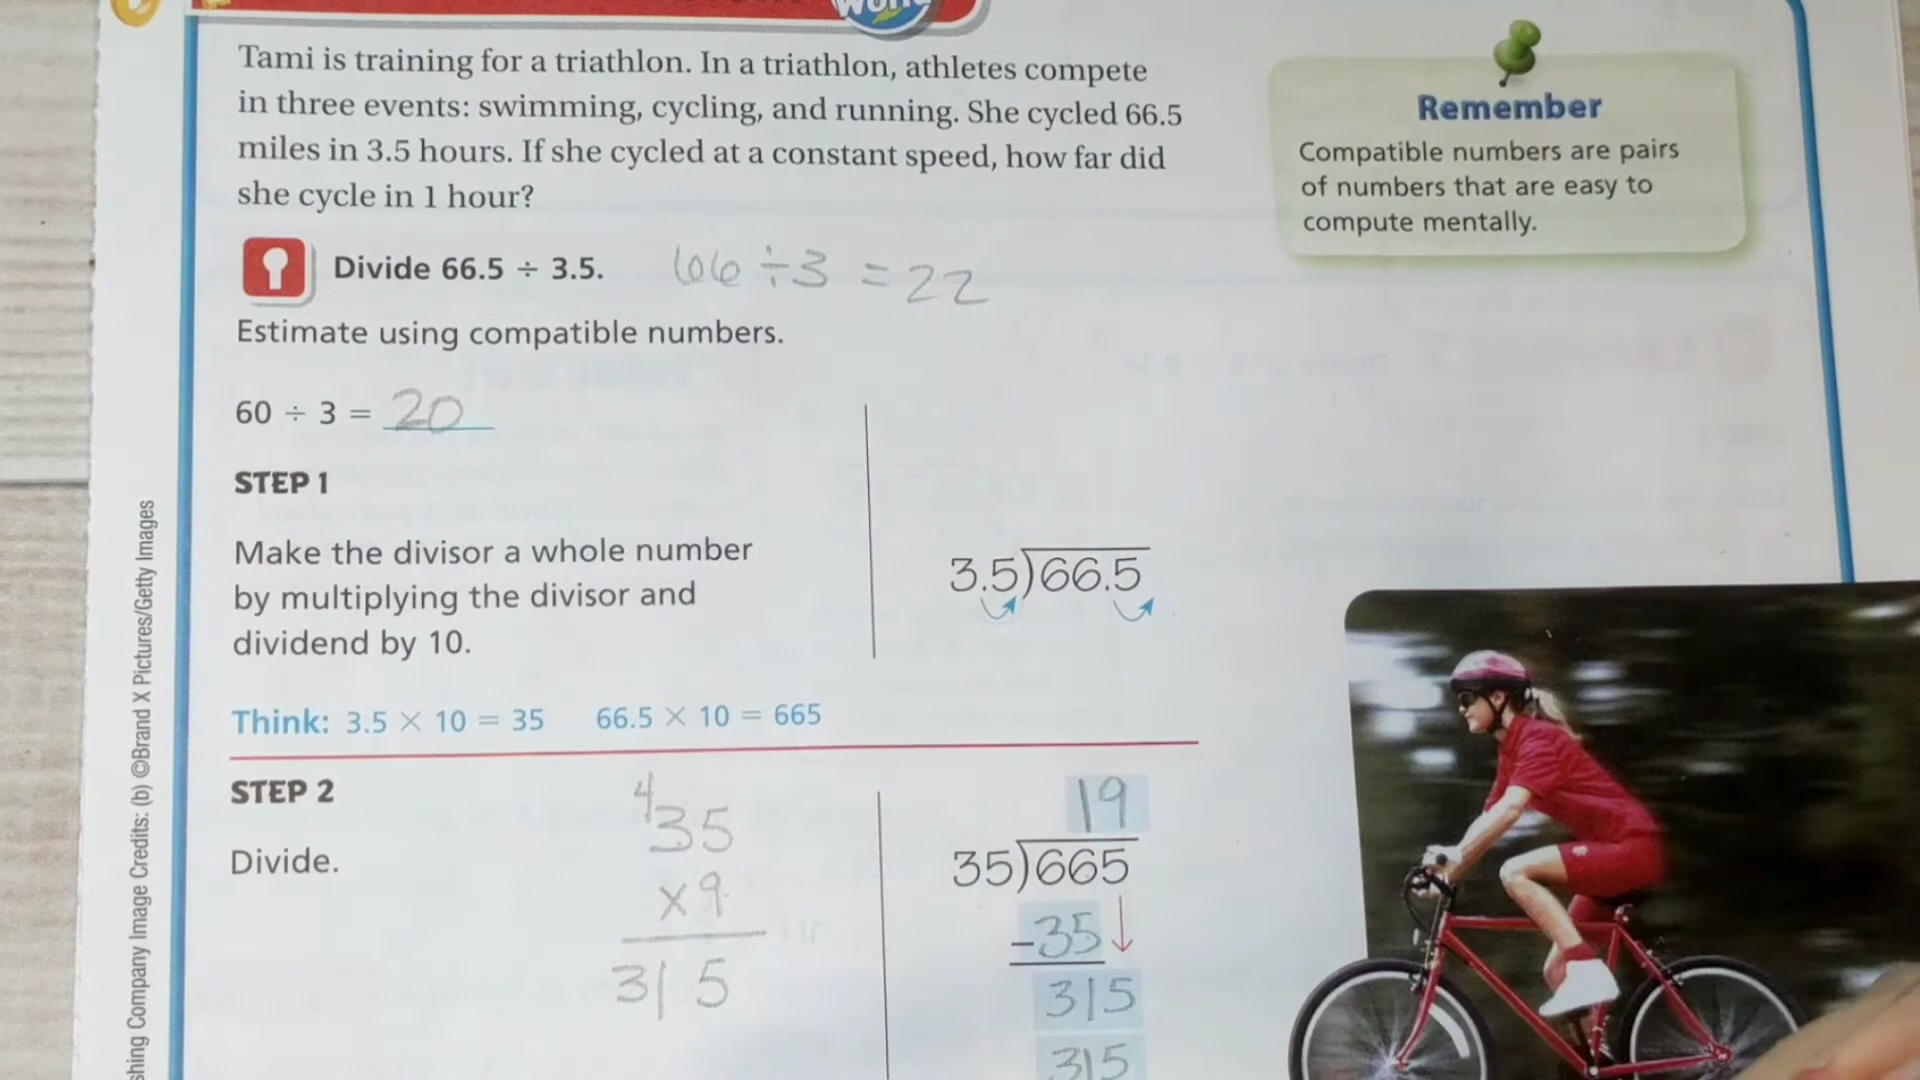 World
Tami is training for a triathlon. In a triathlon, athletes compete
in three events: swimming, cycling, and running. She cycled 66.5
miles in 3.5 hours. If she cycled at a constant speed, how far did
she cycle in 1 hour?
Remember
Compatible numbers are pairs
of numbers that are easy to
compute mentally.
Divide 66.5 ÷ 3.5. 66 ÷ 3 = 22
Estimate using compatible numbers.
60 ÷ 3 = 20
STEP 1
Make the divisor a whole number
by multiplying the divisor and
dividend by 10.
3.5)66.5
Think: 3.5 × 10 = 35 66.5 × 10 = 665
STEP 2
Divide.
4
35
x9
315
19
35)665
-35
315
315
shing Company Image Credits: (b) ©Brand X Pictures/Getty Images